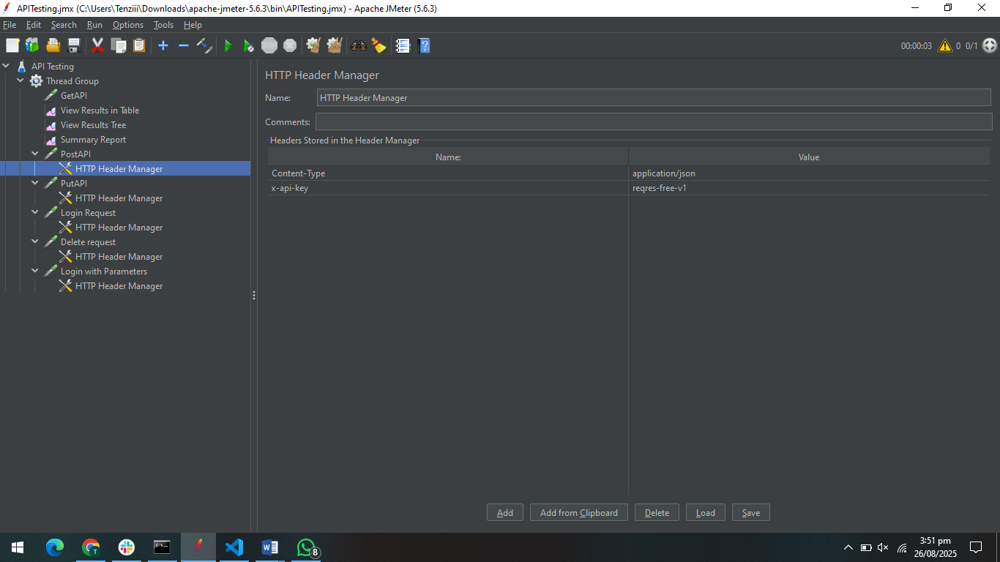 APITesting.jmx (C:\Users\Tenziii\Downloads\apache-jmeter-5.6.3\bin\APITesting.jmx) - Apache JMeter (5.6.3)
File Edit Search Run Options Tools Help
STOP 00:00:03 0 0/1
API Testing
Thread Group
GetAPI
View Results in Table
View Results Tree
Summary Report
PostAPI
HTTP Header Manager
PutAPI
HTTP Header Manager
Login Request
HTTP Header Manager
Delete request
HTTP Header Manager
Login with Parameters
HTTP Header Manager
HTTP Header Manager
Name: HTTP Header Manager
Comments:
Headers Stored in the Header Manager
Name: Value
Content-Type application/json
x-api-key reqres-free-v1
Add Add from Clipboard Delete Load Save
8
3:51 pm
26/08/2025